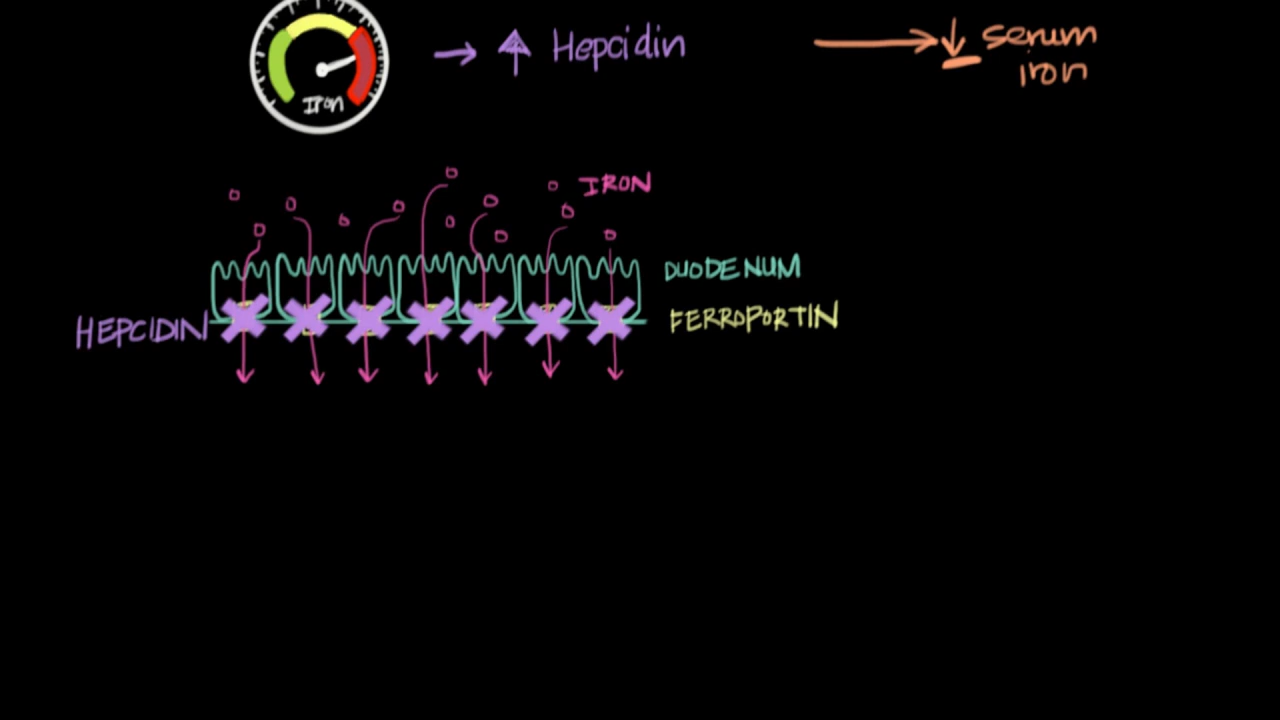 Iron
→ ↑ Hepcidin
→ ↓ serum
iron
IRON
DUODENUM
HEPCIDIN
FERROPORTIN